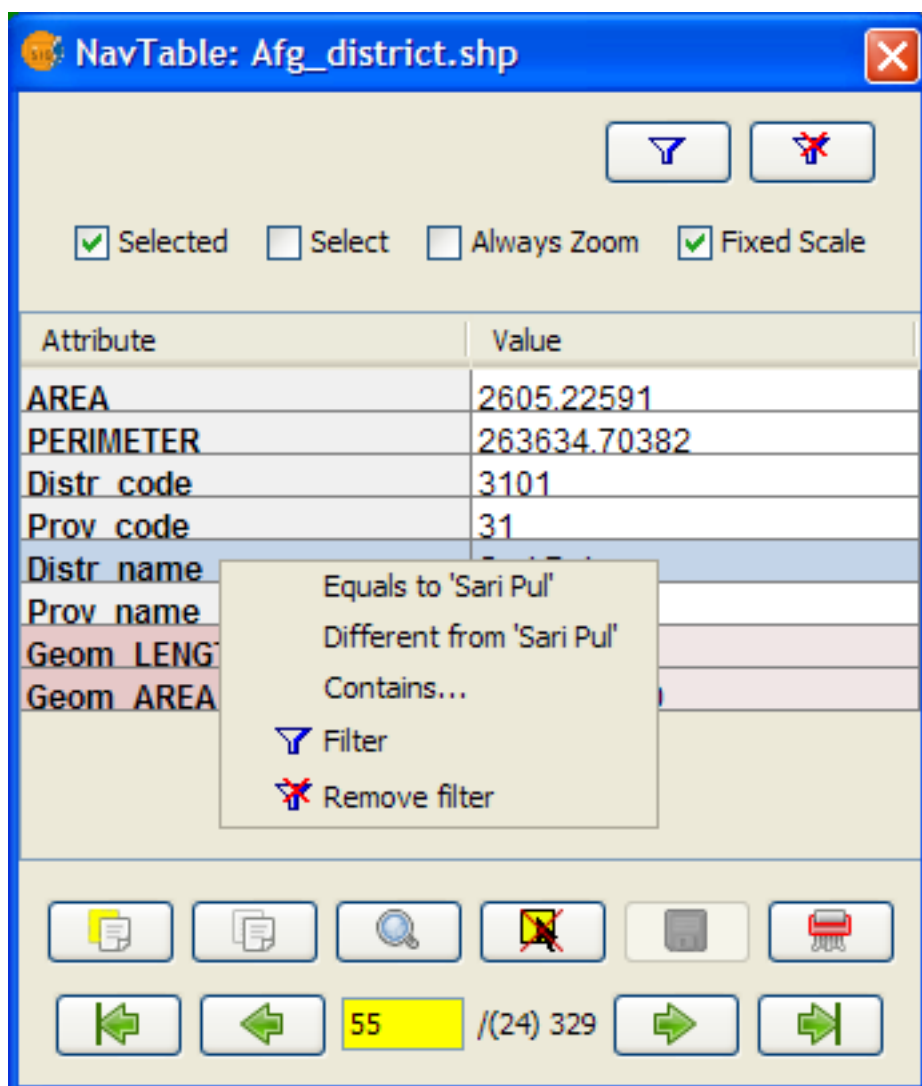 NavTable: Afg_district.shp
Selected Select Always Zoom Fixed Scale
Attribute Value
AREA 2605.22591
PERIMETER 263634.70382
Distr_code 3101
Prov_code 31
Distr_name
Equals to 'Sari Pul'
Prov_name
Different from 'Sari Pul'
Geom_LENGT
Contains...
Geom_AREA
Filter
Remove filter
55 /(24) 329